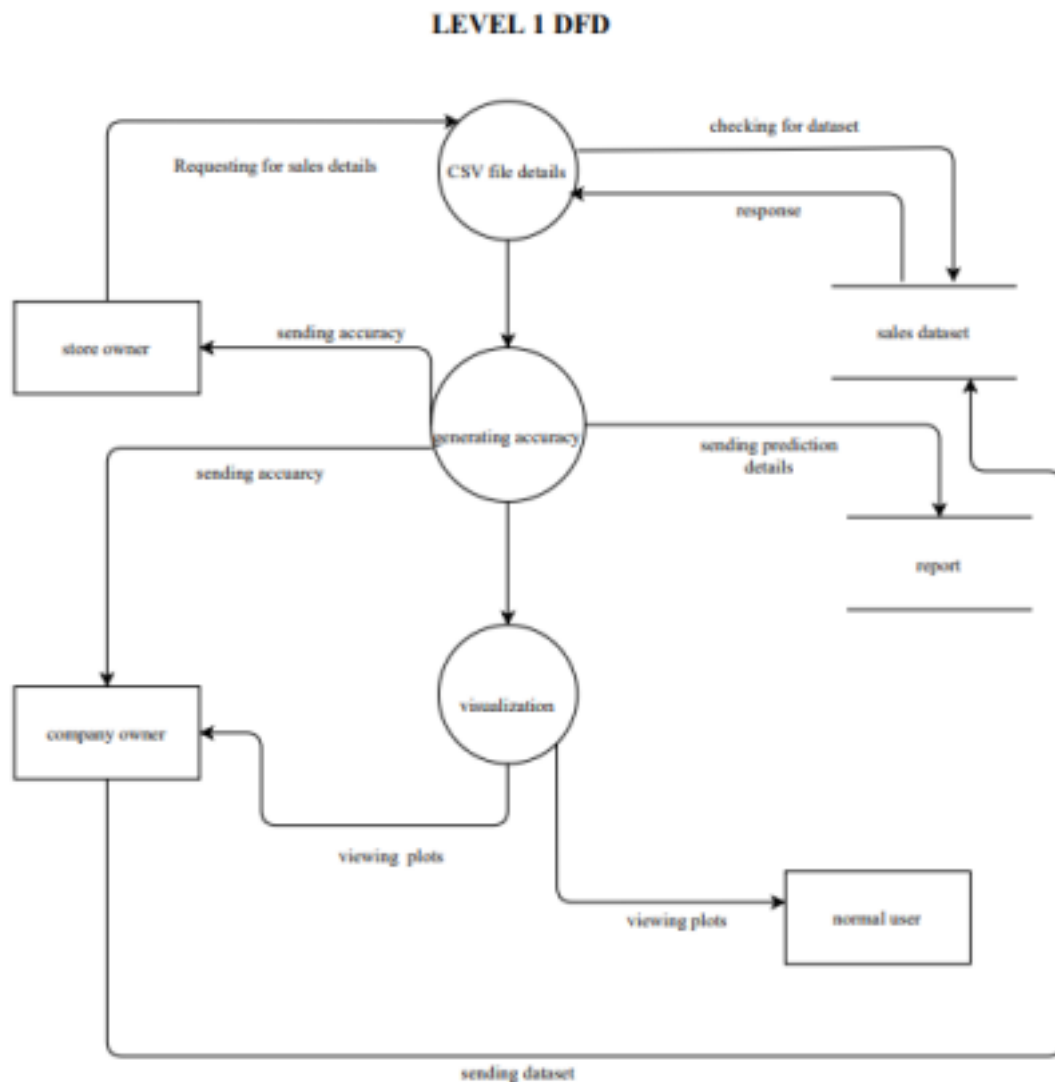 LEVEL 1 DFD
checking for dataset
Requesting for sales details
CSV file details
response
sending accuracy
sales dataset
store owner
generating accuracy
sending prediction
details
sending accuarcy
report
visualization
company owner
viewing plots
viewing plots
normal user
sending dataset